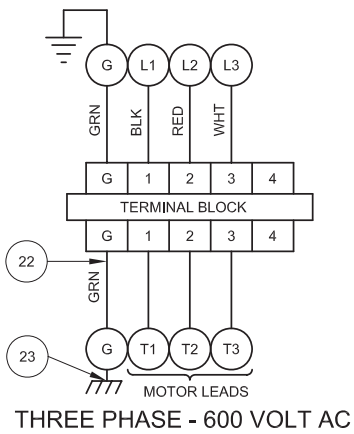 G L1 L2 L3
GRN BLK RED WHT
G 1 2 3 4
TERMINAL BLOCK
G 1 2 3 4
22
GRN
23
G T1 T2 T3
MOTOR LEADS
THREE PHASE - 600 VOLT AC